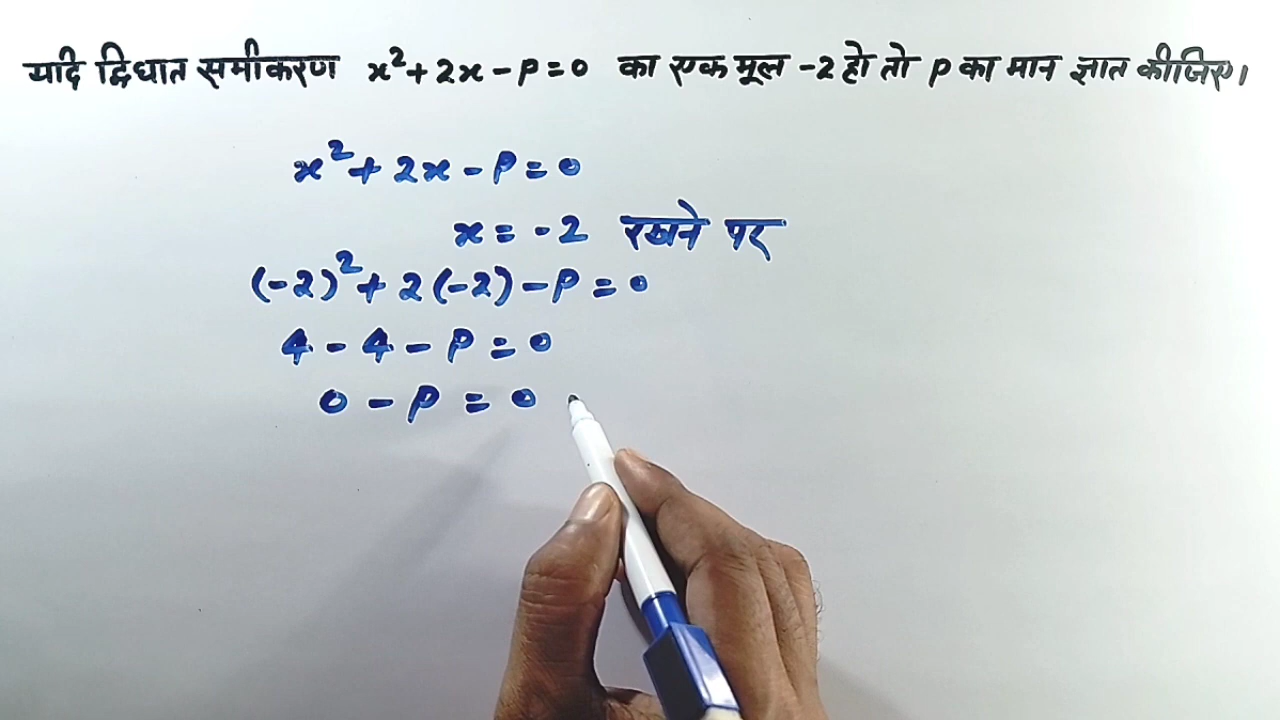 यदि द्विघात समीकरण x²+2x-p=0 का एक मूल -2 हो तो p का मान ज्ञात कीजिए।
x²+2x-p=0
x=-2 रखने पर
(-2)²+2(-2)-p=0
4-4-p=0
0-p=0